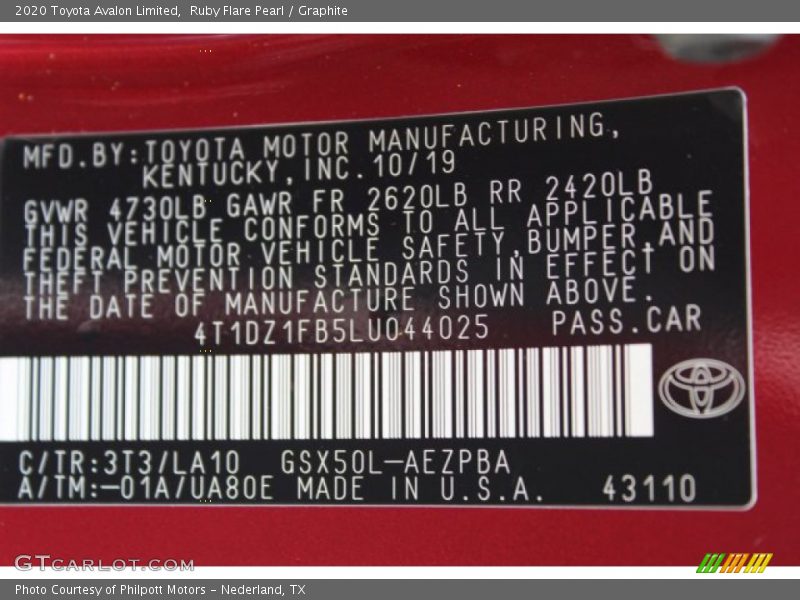 2020 Toyota Avalon Limited, Ruby Flare Pearl / Graphite
MFD.BY:TOYOTA MOTOR MANUFACTURING,
KENTUCKY,INC.10/19
GVWR 4730LB GAWR FR 2620LB RR 2420LB
THIS VEHICLE CONFORMS TO ALL APPLICABLE
FEDERAL MOTOR VEHICLE SAFETY,BUMPER,AND
THEFT PREVENTION STANDARDS IN EFFECT ON
THE DATE OF MANUFACTURE SHOWN ABOVE.
4T1DZ1FB5LU044025 PASS.CAR
C/TR:3T3/LA10 GSX50L-AEZPBA
A/TM:-01A/UA80E MADE IN U.S.A. 43110
GTCARLOT.COM
Photo Courtesy of Philpott Motors - Nederland, TX